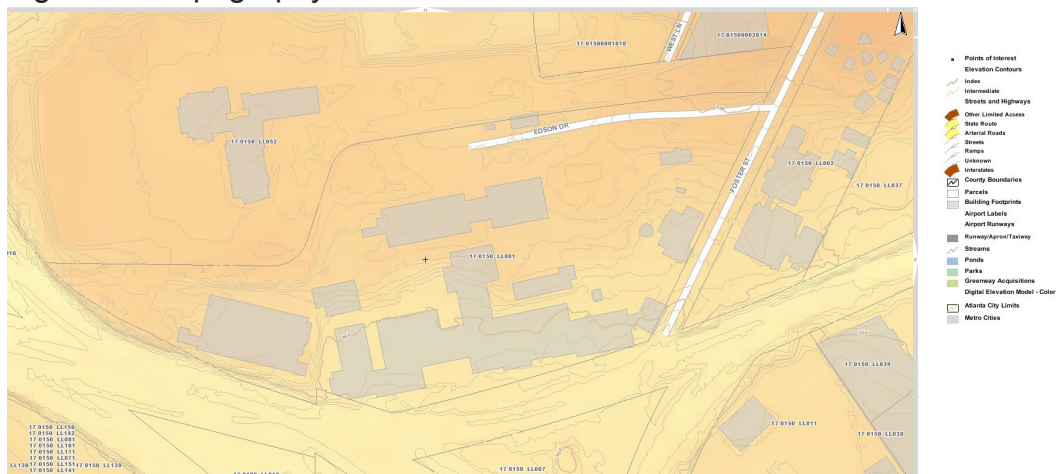 17 01500001010
WEST LN
17 01500002014
EDSON DR
17 0150 LL052
FOSTER ST
17 0150 LL002
17 0150 LL037
016
17 0150 LL001
17 0150 LL039
17 0150 LL011
17 0150 LL038
17 0150 LL150
17 0150 LL142
17 0150 LL081
17 0150 LL101
17 0150 LL111
17 0150 LL071
LL138 17 0150 LL151 17 0150 LL139
17 0150 LL141
17 0150 LL007
Points of Interest
Elevation Contours
Index
Intermediate
Streets and Highways
Other Limited Access
State Route
Arterial Roads
Streets
Ramps
Unknown
Interstates
County Boundaries
Parcels
Building Footprints
Airport Labels
Airport Runways
Runway/Apron/Taxiway
Streams
Ponds
Parks
Greenway Acquisitions
Digital Elevation Model - Color
Atlanta City Limits
Metro Cities